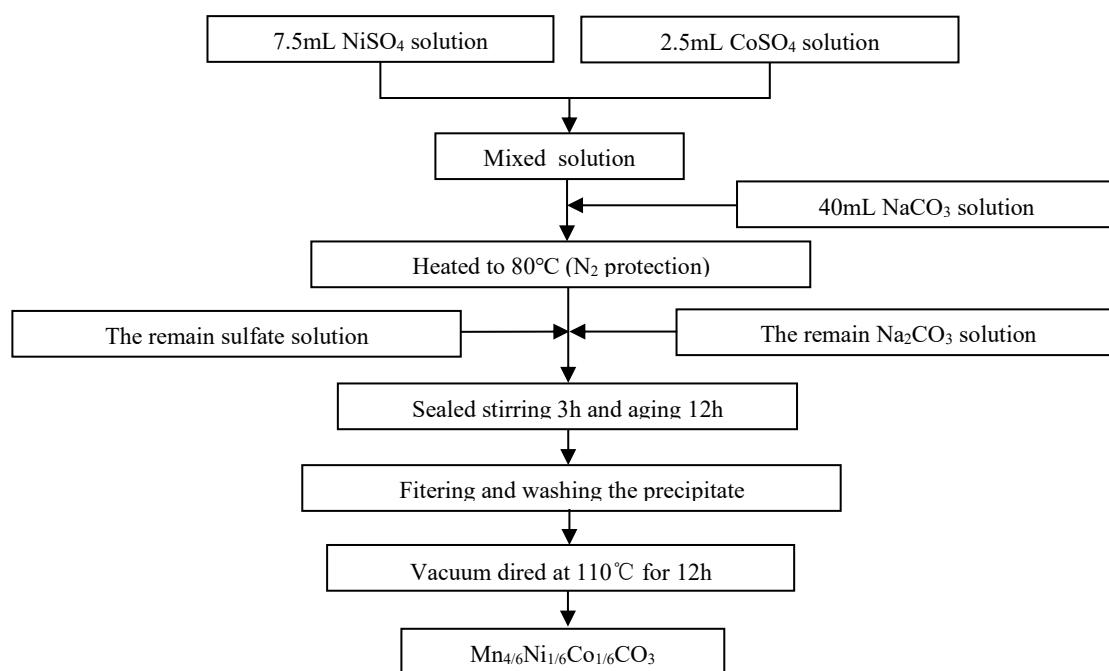 7.5mL NiSO₄ solution
2.5mL CoSO₄ solution
Mixed solution
40mL NaCO₃ solution
Heated to 80℃ (N₂ protection)
The remain sulfate solution
The remain Na₂CO₃ solution
Sealed stirring 3h and aging 12h
Fitering and washing the precipitate
Vacuum dired at 110℃ for 12h
Mn₄/₆Ni₁/₆Co₁/₆CO₃